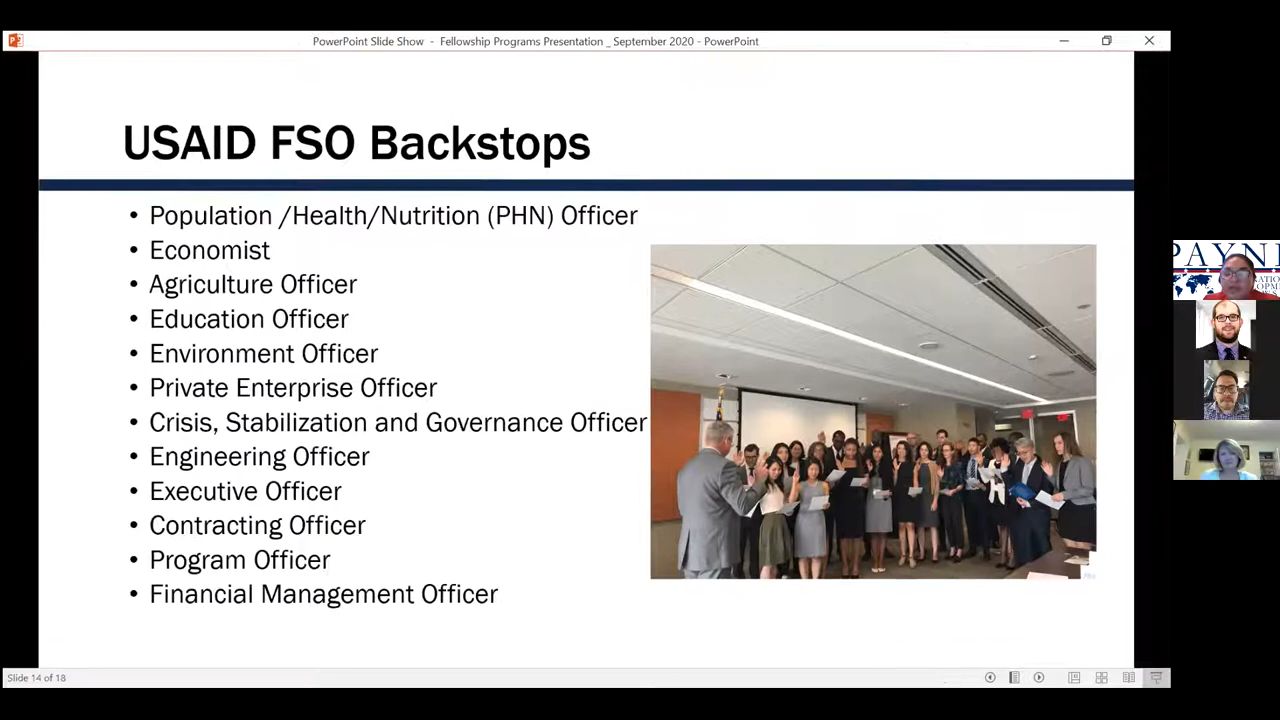 PowerPoint Slide Show - Fellowship Programs Presentation _ September 2020 - PowerPoint
USAID FSO Backstops
• Population /Health/Nutrition (PHN) Officer
• Economist
• Agriculture Officer
• Education Officer
• Environment Officer
• Private Enterprise Officer
• Crisis, Stabilization and Governance Officer
• Engineering Officer
• Executive Officer
• Contracting Officer
• Program Officer
• Financial Management Officer
Slide 14 of 18